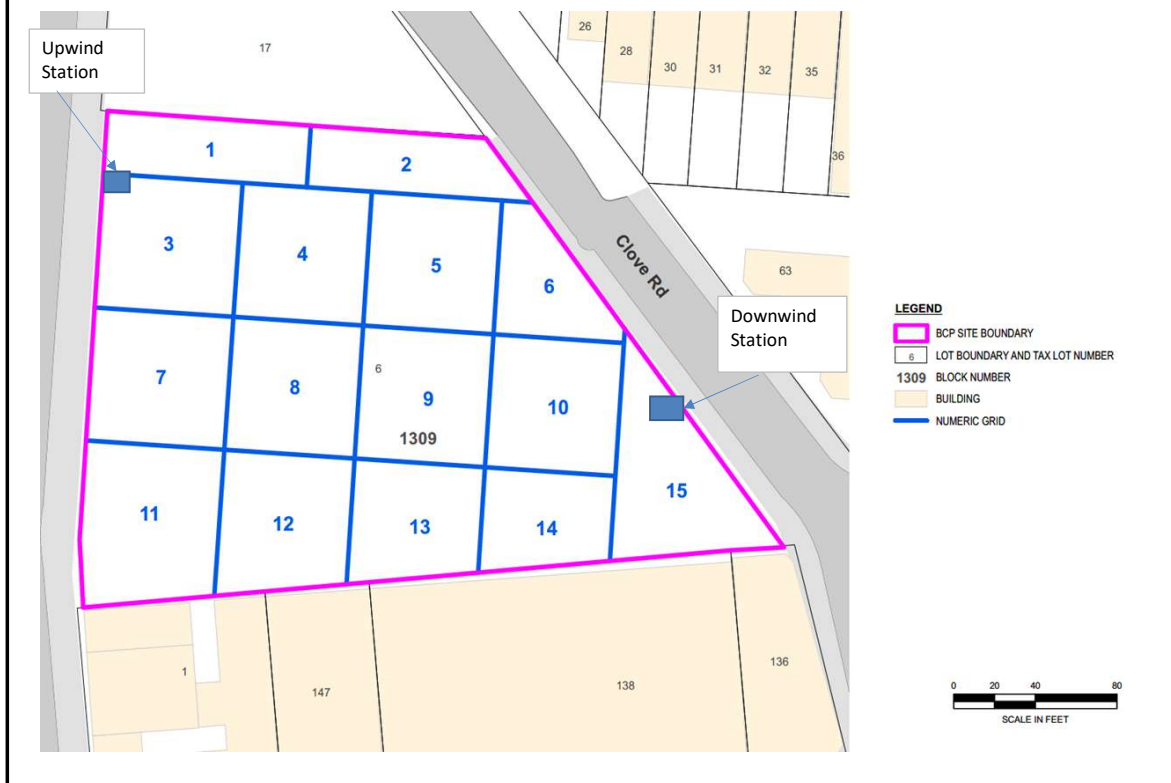 Upwind
Station
17
26
28
30
31
32
35
36
1
2
3
4
5
6
Clove Rd
63
Downwind
Station
7
8
6
9
10
1309
11
12
13
14
15
1
147
138
136
LEGEND
BCP SITE BOUNDARY
6 LOT BOUNDARY AND TAX LOT NUMBER
1309 BLOCK NUMBER
BUILDING
NUMERIC GRID
0 20 40 80
SCALE IN FEET